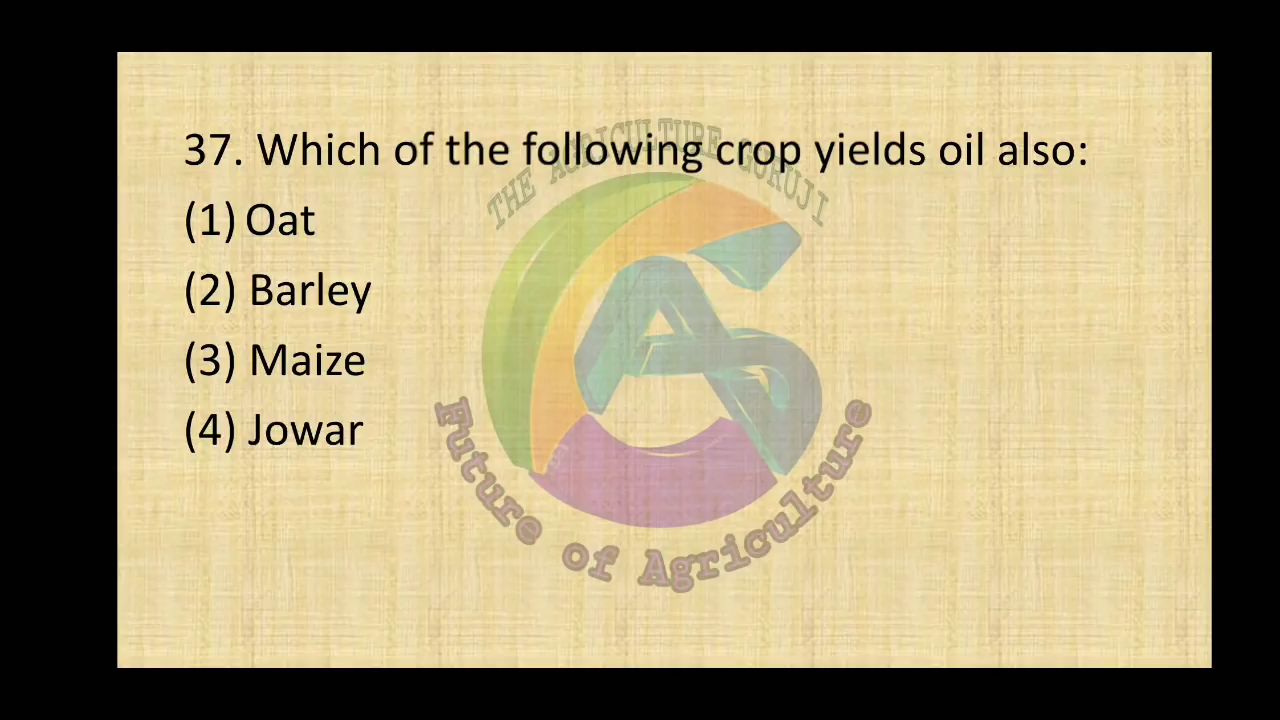 37. Which of the following crop yields oil also:
(1) Oat
(2) Barley
(3) Maize
(4) Jowar
THE AGRICULTURE GURUJI
Future of Agriculture